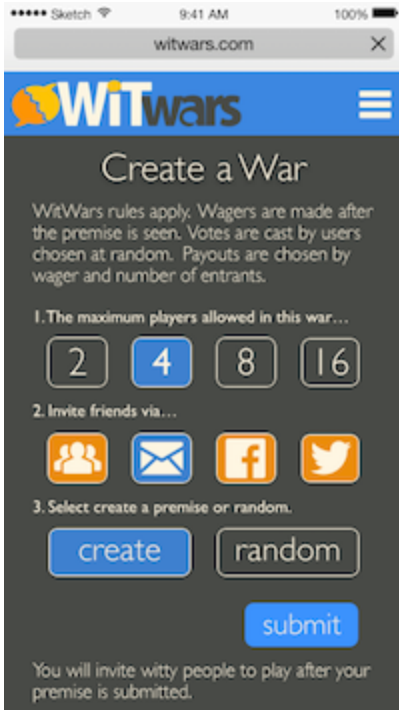 Sketch 9:41 AM 100%
witwars.com
WiTwars
Create a War
WitWars rules apply. Wagers are made after
the premise is seen. Votes are cast by users
chosen at random. Payouts are chosen by
wager and number of entrants.
1.The maximum players allowed in this war...
2 4 8 16
2. Invite friends via...
3. Select create a premise or random.
create random
submit
You will invite witty people to play after your
premise is submitted.